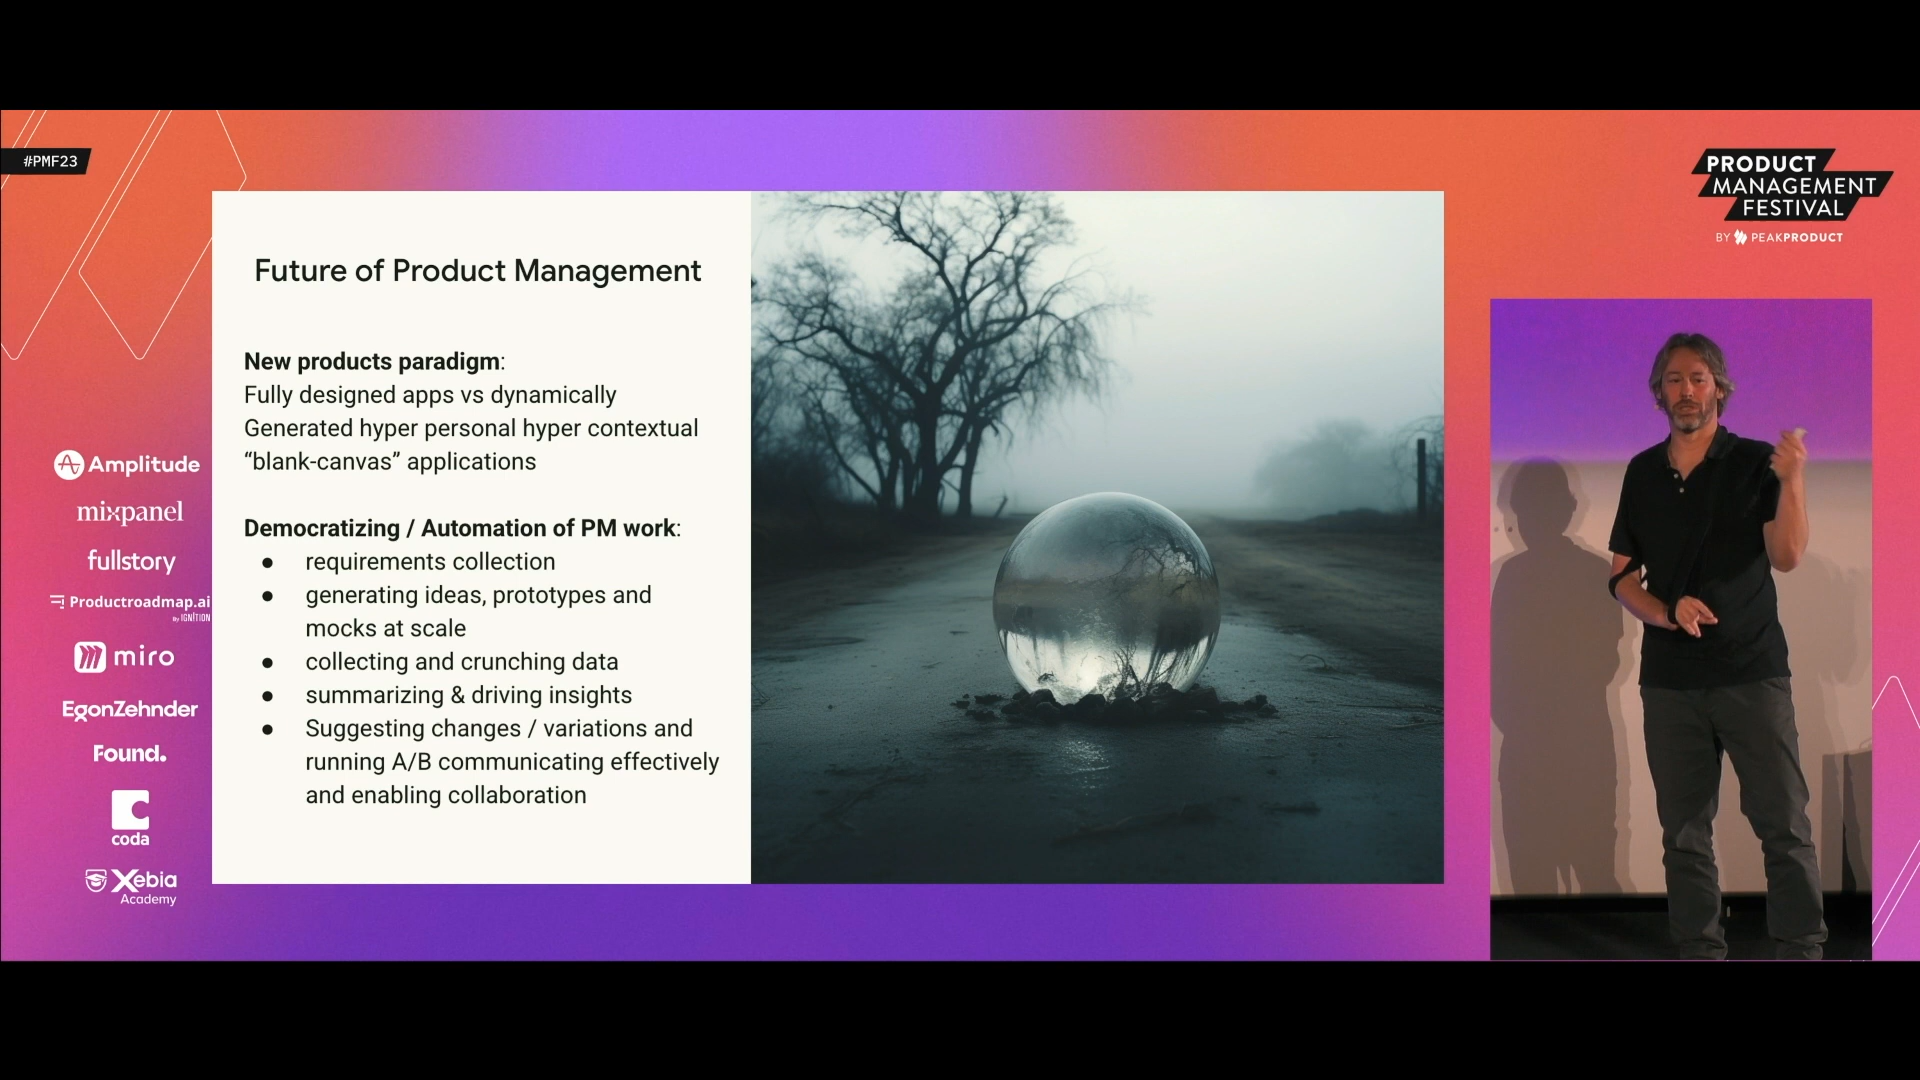 #PMF23
PRODUCT
MANAGEMENT
FESTIVAL
BY PEAKPRODUCT
Future of Product Management
New products paradigm:
Fully designed apps vs dynamically
Generated hyper personal hyper contextual
“blank-canvas” applications
Democratizing / Automation of PM work:
● requirements collection
● generating ideas, prototypes and
mocks at scale
● collecting and crunching data
● summarizing & driving insights
● Suggesting changes / variations and
running A/B communicating effectively
and enabling collaboration
Amplitude
mixpanel
fullstory
Productroadmap.ai
By IGNITION
miro
EgonZehnder
Found.
coda
Xebia
Academy